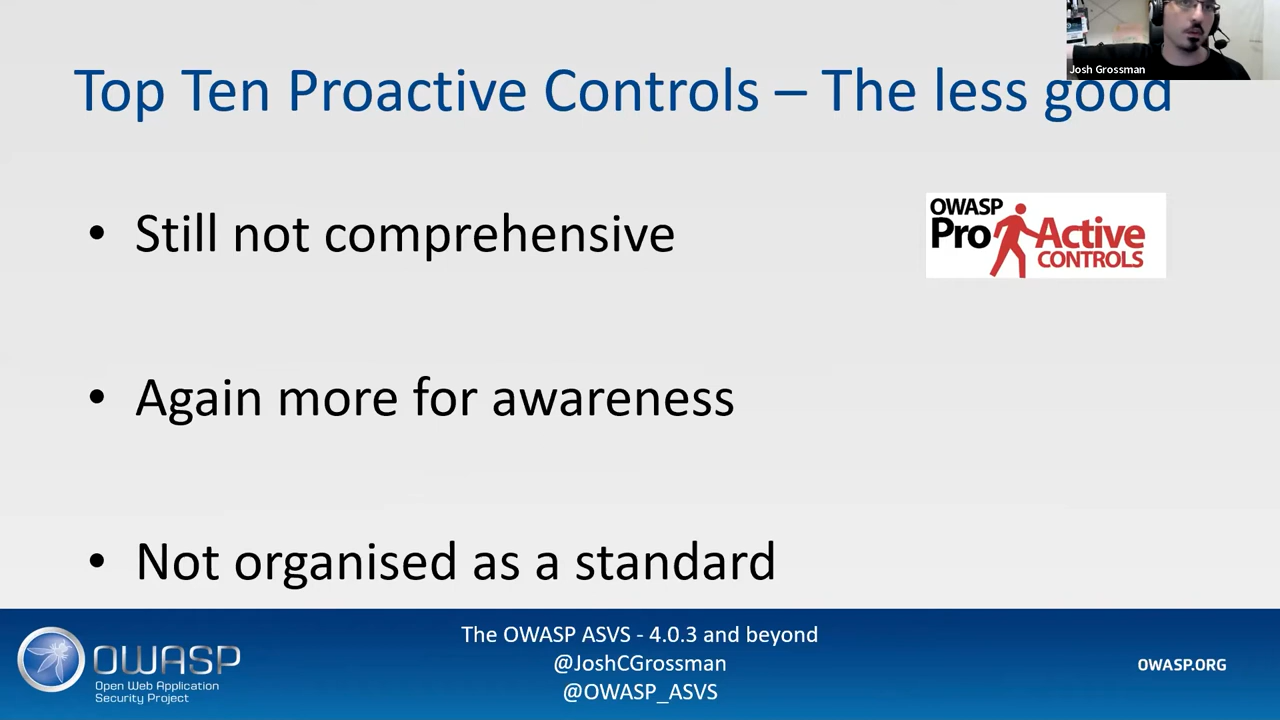 Josh Grossman
Top Ten Proactive Controls – The less good
• Still not comprehensive
OWASP
ProActive
CONTROLS
• Again more for awareness
• Not organised as a standard
The OWASP ASVS - 4.0.3 and beyond
@JoshCGrossman
@OWASP_ASVS
OWASP
Open Web Application
Security Project
OWASP.ORG